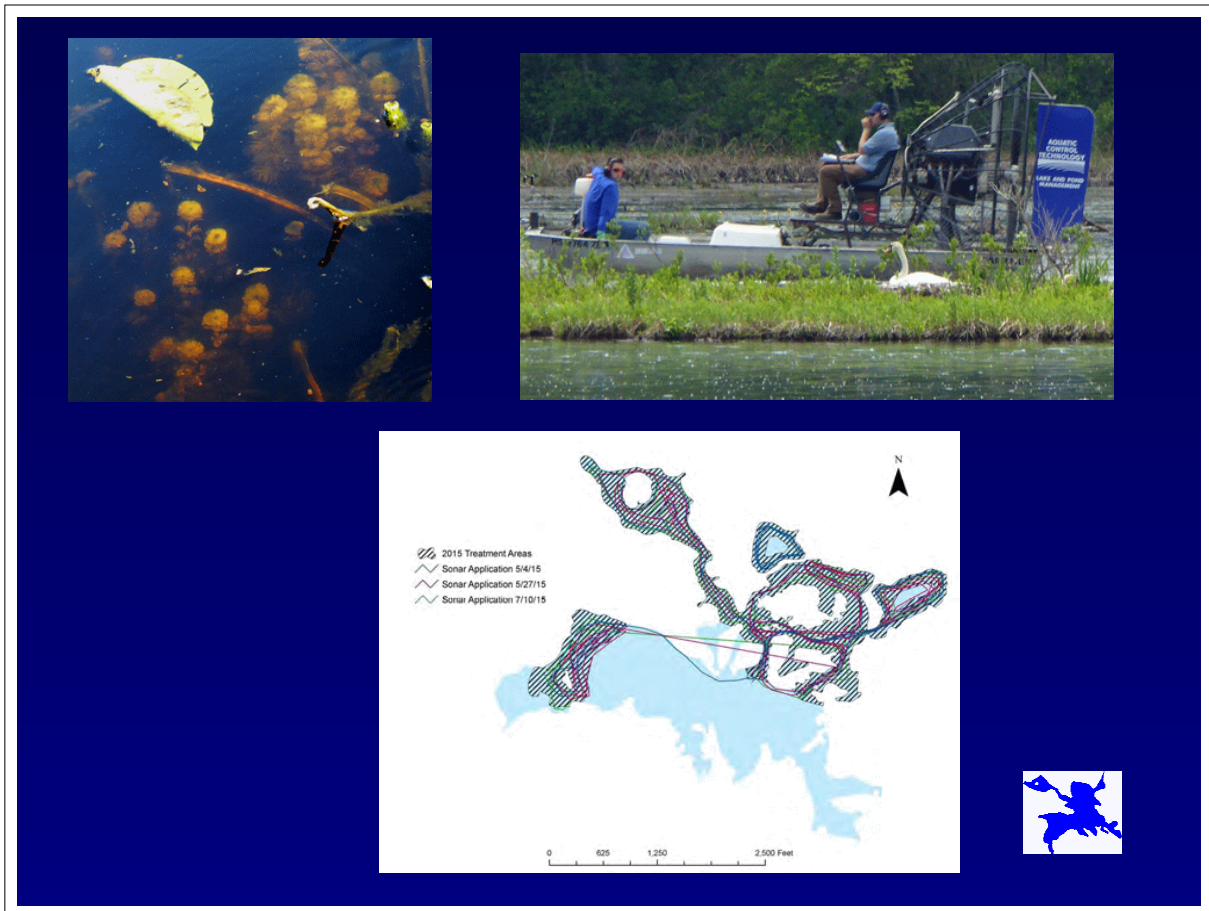 AQUATIC
CONTROL
TECHNOLOGY
LAKE AND POND
MANAGEMENT
N
2015 Treatment Areas
Sonar Application 5/4/15
Sonar Application 5/27/15
Sonar Application 7/10/15
0 625 1,250 2,500 Feet